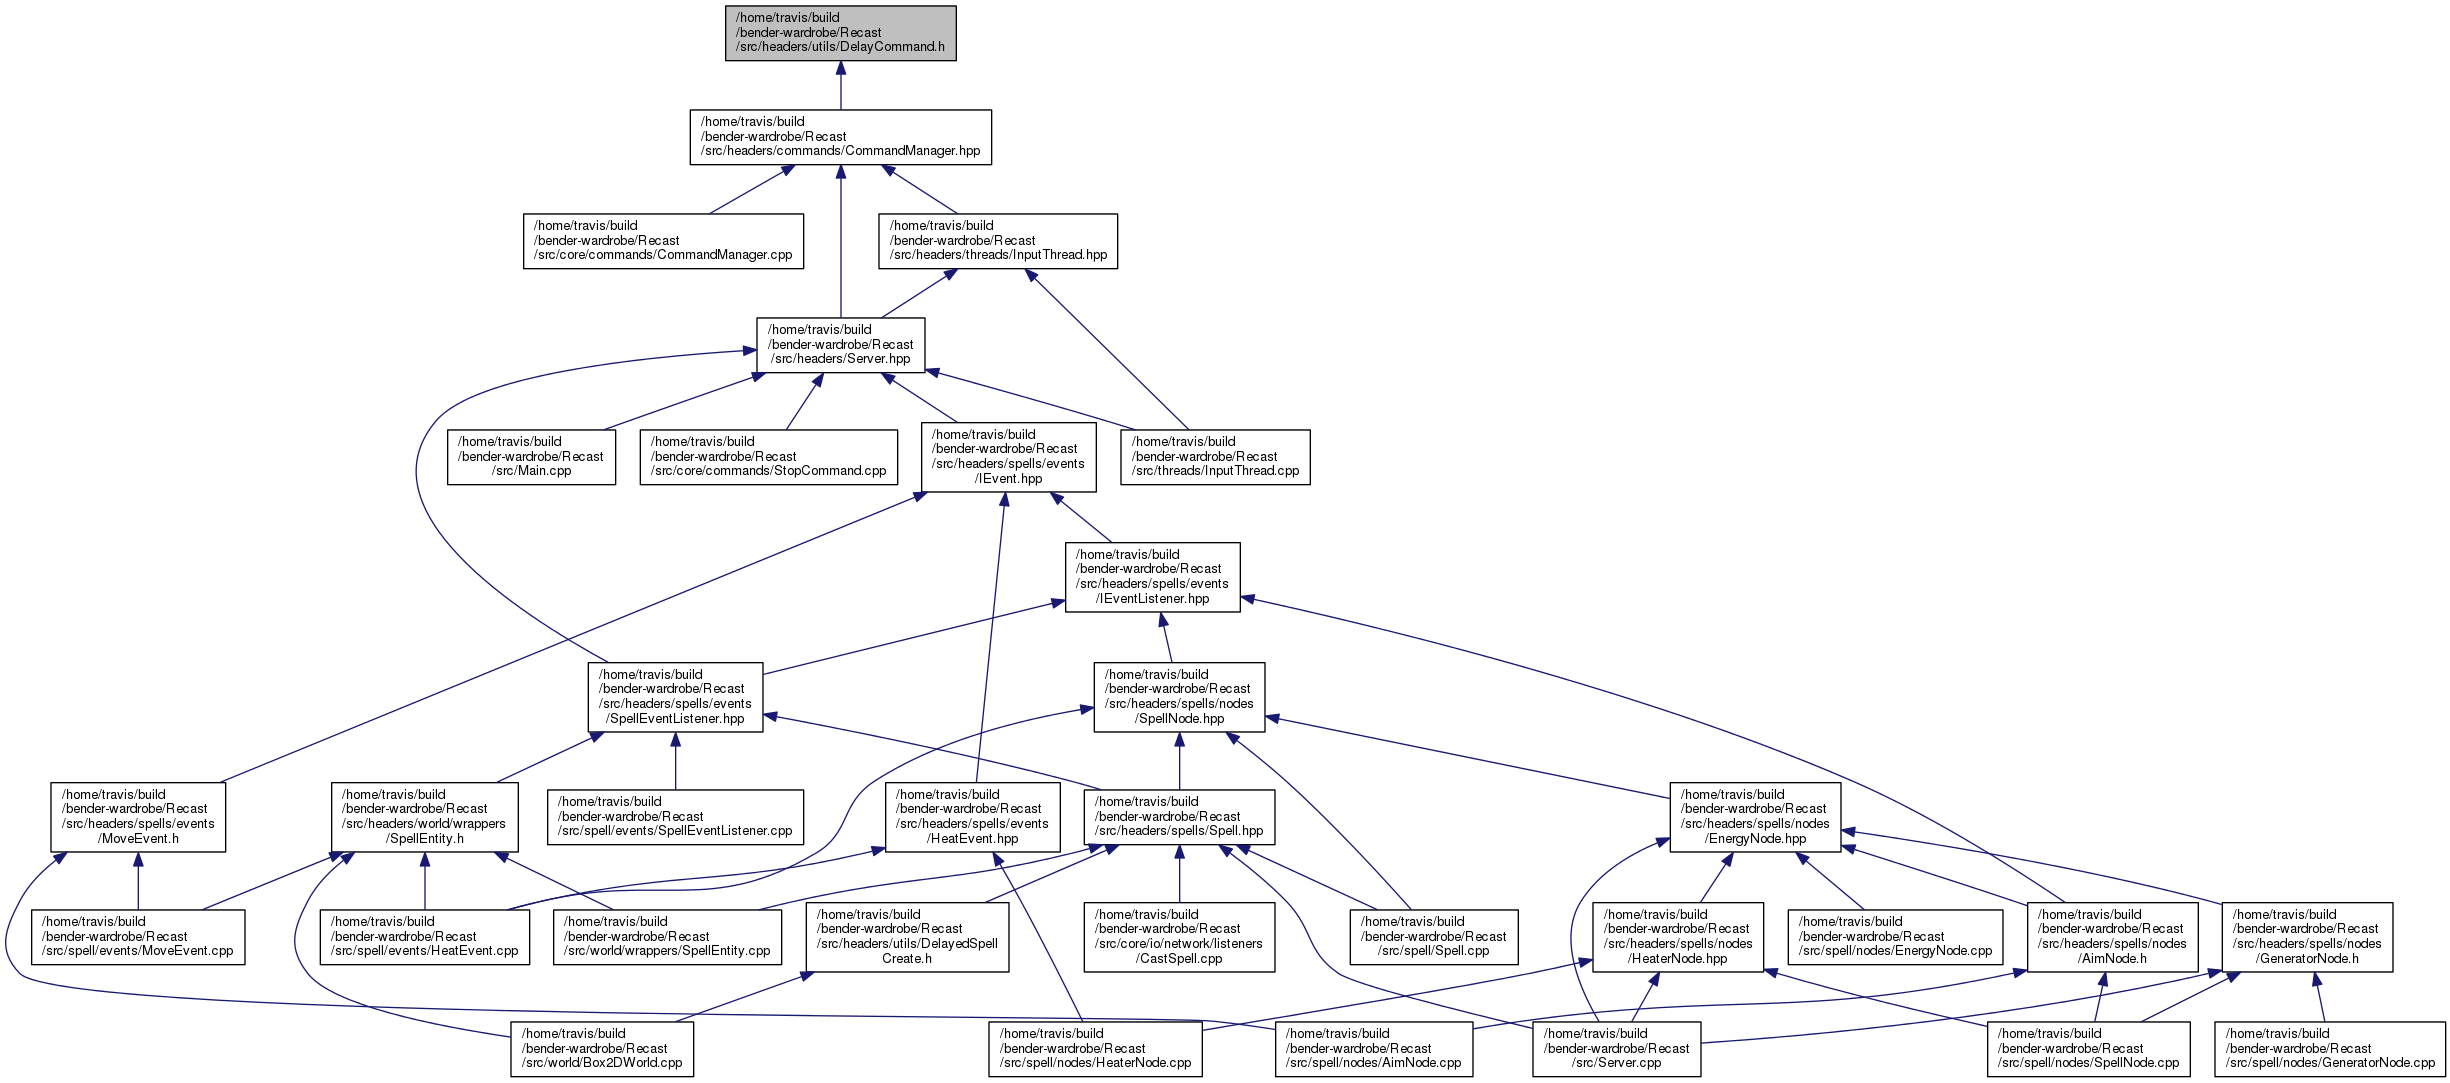 /home/travis/build
/bender-wardrobe/Recast
/src/headers/utils/DelayCommand.h
/home/travis/build
/bender-wardrobe/Recast
/src/headers/commands/CommandManager.hpp
/home/travis/build
/bender-wardrobe/Recast
/src/core/commands/CommandManager.cpp
/home/travis/build
/bender-wardrobe/Recast
/src/headers/threads/InputThread.hpp
/home/travis/build
/bender-wardrobe/Recast
/src/headers/Server.hpp
/home/travis/build
/bender-wardrobe/Recast
/src/Main.cpp
/home/travis/build
/bender-wardrobe/Recast
/src/core/commands/StopCommand.cpp
/home/travis/build
/bender-wardrobe/Recast
/src/headers/spells/events
/IEvent.hpp
/home/travis/build
/bender-wardrobe/Recast
/src/threads/InputThread.cpp
/home/travis/build
/bender-wardrobe/Recast
/src/headers/spells/events
/IEventListener.hpp
/home/travis/build
/bender-wardrobe/Recast
/src/headers/spells/events
/SpellEventListener.hpp
/home/travis/build
/bender-wardrobe/Recast
/src/headers/spells/nodes
/SpellNode.hpp
/home/travis/build
/bender-wardrobe/Recast
/src/headers/spells/events
/MoveEvent.h
/home/travis/build
/bender-wardrobe/Recast
/src/headers/world/wrappers
/SpellEntity.h
/home/travis/build
/bender-wardrobe/Recast
/src/spell/events/SpellEventListener.cpp
/home/travis/build
/bender-wardrobe/Recast
/src/headers/spells/events
/HeatEvent.hpp
/home/travis/build
/bender-wardrobe/Recast
/src/headers/spells/Spell.hpp
/home/travis/build
/bender-wardrobe/Recast
/src/headers/spells/nodes
/EnergyNode.hpp
/home/travis/build
/bender-wardrobe/Recast
/src/spell/events/MoveEvent.cpp
/home/travis/build
/bender-wardrobe/Recast
/src/spell/events/HeatEvent.cpp
/home/travis/build
/bender-wardrobe/Recast
/src/world/wrappers/SpellEntity.cpp
/home/travis/build
/bender-wardrobe/Recast
/src/headers/utils/DelayedSpell
Create.h
/home/travis/build
/bender-wardrobe/Recast
/src/core/io/network/listeners
/CastSpell.cpp
/home/travis/build
/bender-wardrobe/Recast
/src/spell/Spell.cpp
/home/travis/build
/bender-wardrobe/Recast
/src/headers/spells/nodes
/HeaterNode.hpp
/home/travis/build
/bender-wardrobe/Recast
/src/spell/nodes/EnergyNode.cpp
/home/travis/build
/bender-wardrobe/Recast
/src/headers/spells/nodes
/AimNode.h
/home/travis/build
/bender-wardrobe/Recast
/src/headers/spells/nodes
/GeneratorNode.h
/home/travis/build
/bender-wardrobe/Recast
/src/world/Box2DWorld.cpp
/home/travis/build
/bender-wardrobe/Recast
/src/spell/nodes/HeaterNode.cpp
/home/travis/build
/bender-wardrobe/Recast
/src/spell/nodes/AimNode.cpp
/home/travis/build
/bender-wardrobe/Recast
/src/Server.cpp
/home/travis/build
/bender-wardrobe/Recast
/src/spell/nodes/SpellNode.cpp
/home/travis/build
/bender-wardrobe/Recast
/src/spell/nodes/GeneratorNode.cpp